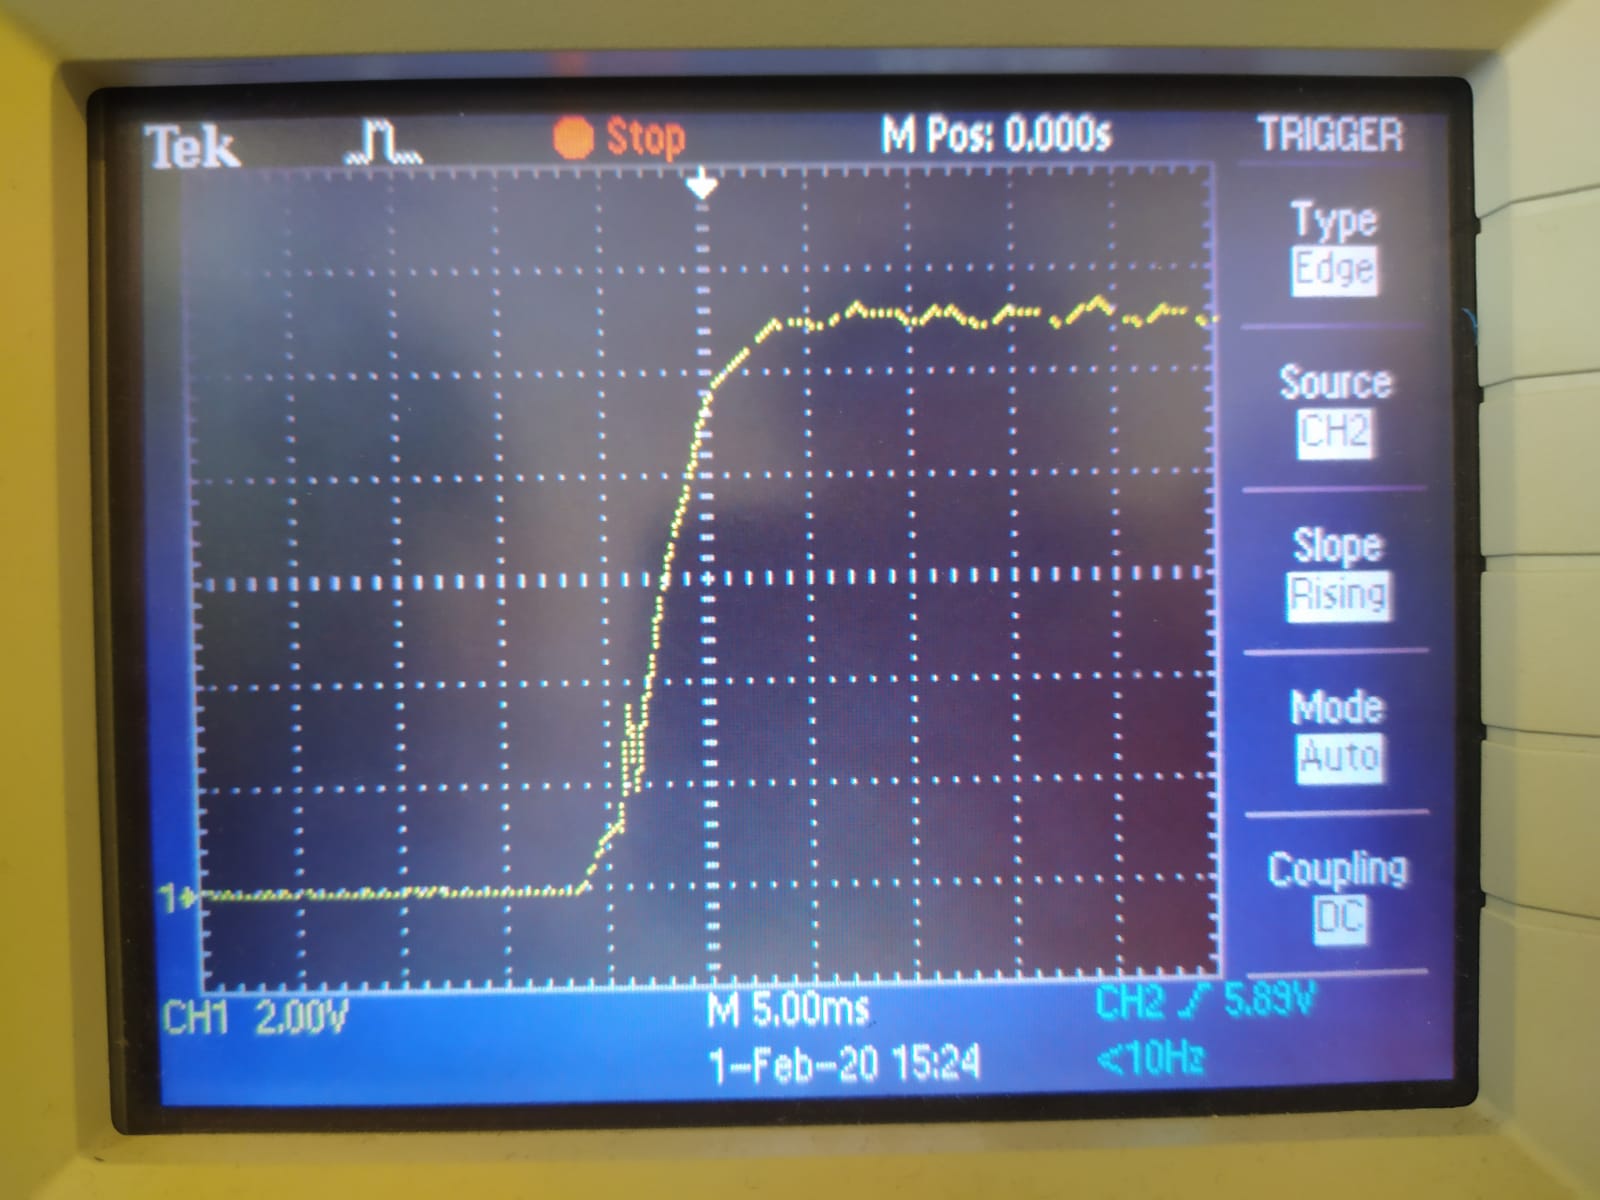 Tek Stop M Pos: 0.000s TRIGGER
Type
Edge
Source
CH2
Slope
Rising
Mode
Auto
Coupling
DC
1
CH1 2.00V M 5.00ms CH2 5.89V
1-Feb-20 15:24 <10Hz